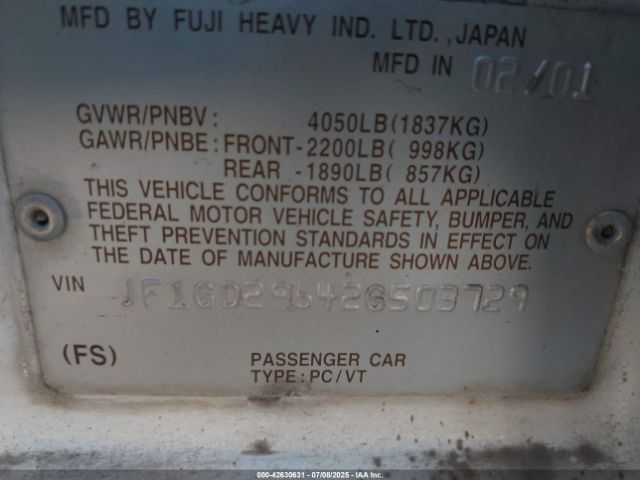 MFD BY FUJI HEAVY IND. LTD., JAPAN
MFD IN 02/01
GVWR/PNBV: 4050LB(1837KG)
GAWR/PNBE: FRONT-2200LB( 998KG)
REAR -1890LB( 857KG)
THIS VEHICLE CONFORMS TO ALL APPLICABLE
FEDERAL MOTOR VEHICLE SAFETY, BUMPER, AND
THEFT PREVENTION STANDARDS IN EFFECT ON
THE DATE OF MANUFACTURE SHOWN ABOVE.
VIN JF1GD29642G503729
(FS) PASSENGER CAR
TYPE: PC/VT
000-42630631 - 07/08/2025 - IAAI.COM